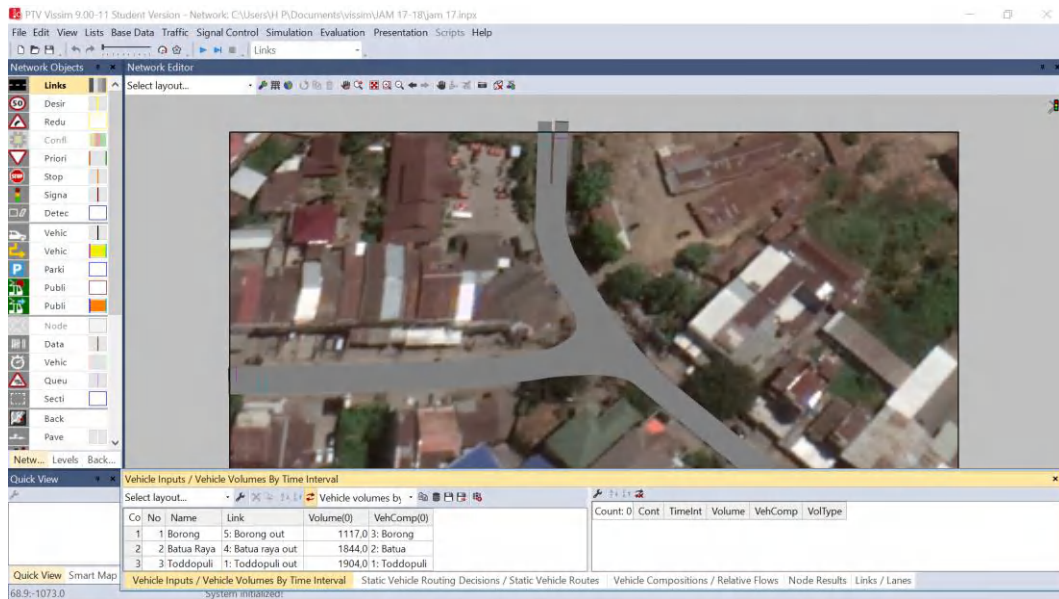 PTV Vissim 9.00-11 Student Version - Network: C:\Users\H P\Documents\vissim\JAM 17-18\jam 17.inpx
File Edit View Lists Base Data Traffic Signal Control Simulation Evaluation Presentation Scripts Help
Links
Network Objects
Network Editor
Links
Select layout...
50
Desir
Redu
Confl
Priori
STOP
Stop
Signa
Detec
Vehic
Vehic
P
Parki
Publi
Publi
Node
Data
Vehic
Queu
Secti
Back
Pave
Netw... Levels Back...
Quick View
Vehicle Inputs / Vehicle Volumes By Time Interval
Select layout...
Vehicle volumes by
Count: 0 Cont TimeInt Volume VehComp VolType
Co No Name Link Volume(0) VehComp(0)
1 1 Borong 5: Borong out 1117,0 3: Borong
2 2 Batua Raya 4: Batua raya out 1844,0 2: Batua
3 3 Toddopuli 1: Toddopuli out 1904,0 1: Toddopuli
Quick View Smart Map
Vehicle Inputs / Vehicle Volumes By Time Interval Static Vehicle Routing Decisions / Static Vehicle Routes Vehicle Compositions / Relative Flows Node Results Links / Lanes
68.9:-1073.0 System initialized!